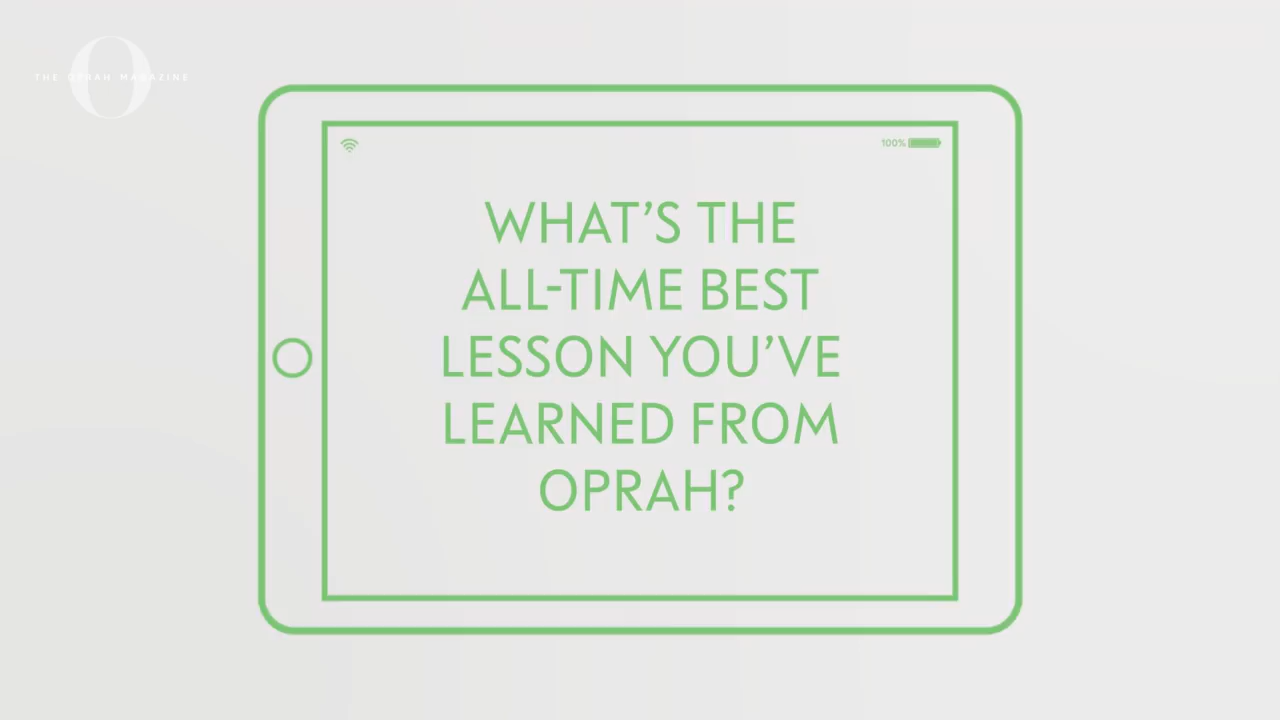 THE OPRAH MAGAZINE
100%
WHAT'S THE
ALL-TIME BEST
LESSON YOU'VE
LEARNED FROM
OPRAH?